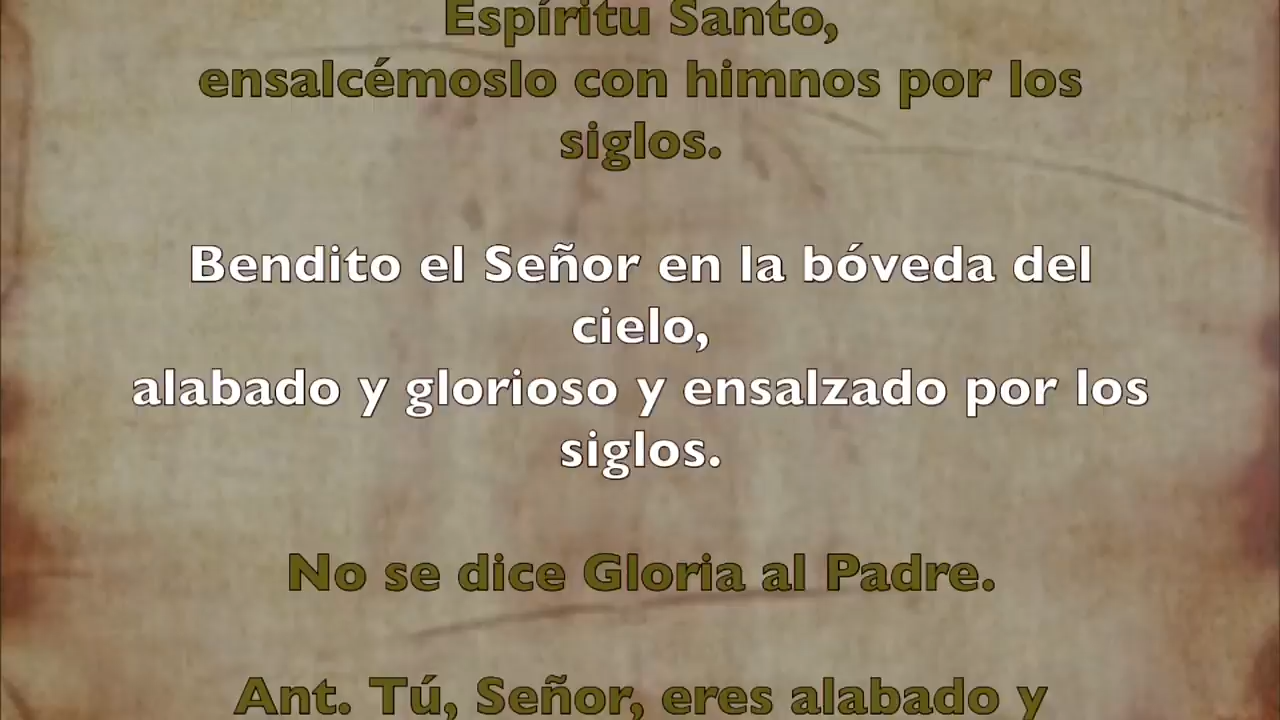 Espíritu Santo,
ensalcémoslo con himnos por los
siglos.
Bendito el Señor en la bóveda del
cielo,
alabado y glorioso y ensalzado por los
siglos.
No se dice Gloria al Padre.
Ant. Tú, Señor, eres alabado y